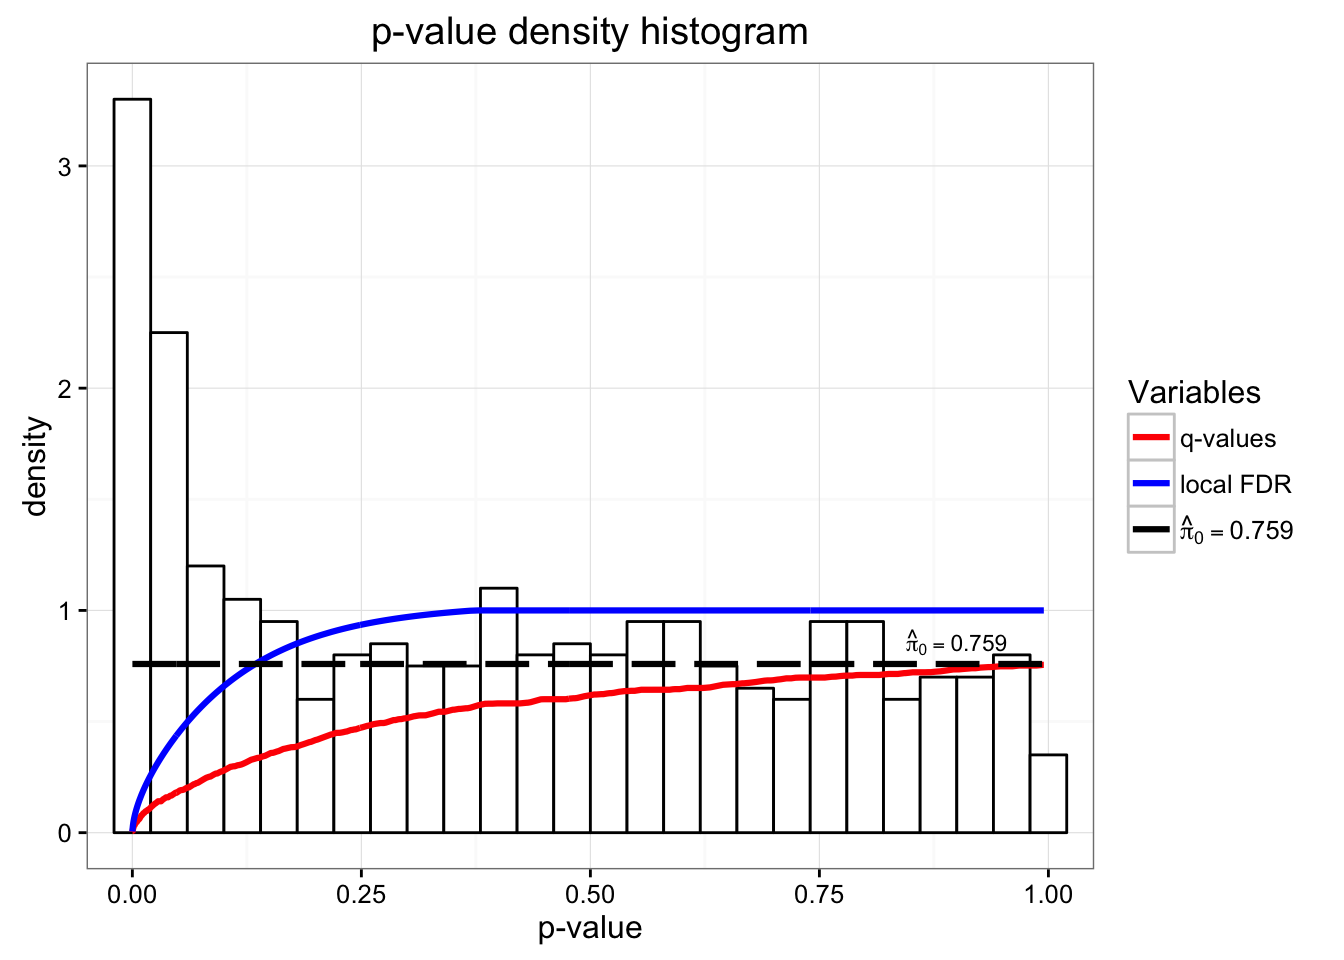 p-value density histogram
density
3
2
1
0
0.00 0.25 0.50 0.75 1.00
p-value
π̂₀ = 0.759
Variables
q-values
local FDR
π̂₀ = 0.759